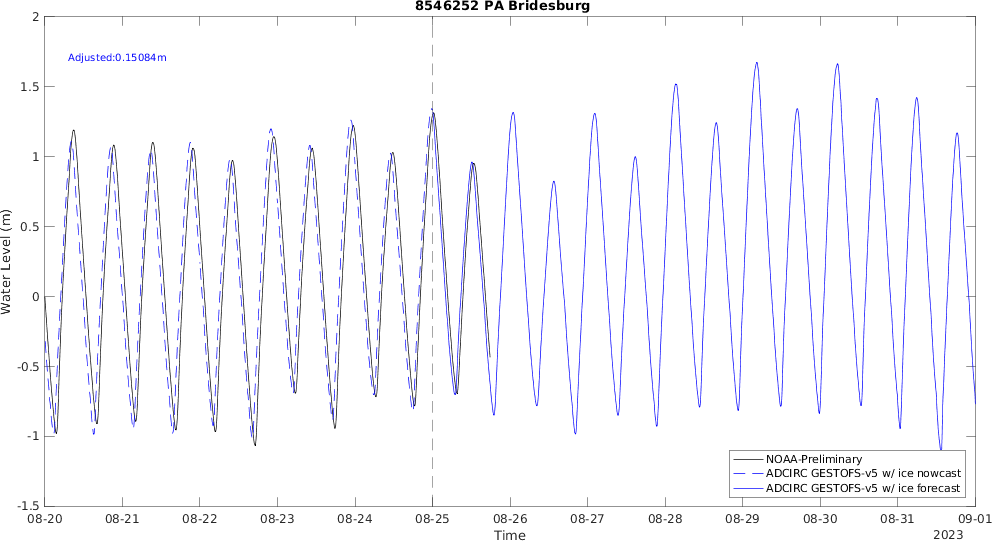 8546252 PA Bridesburg
Adjusted:0.15084m
Water Level (m)
2
1.5
1
0.5
0
-0.5
-1
-1.5
08-20 08-21 08-22 08-23 08-24 08-25 08-26 08-27 08-28 08-29 08-30 08-31 09-01
Time
2023
NOAA-Preliminary
ADCIRC GESTOFS-v5 w/ ice nowcast
ADCIRC GESTOFS-v5 w/ ice forecast